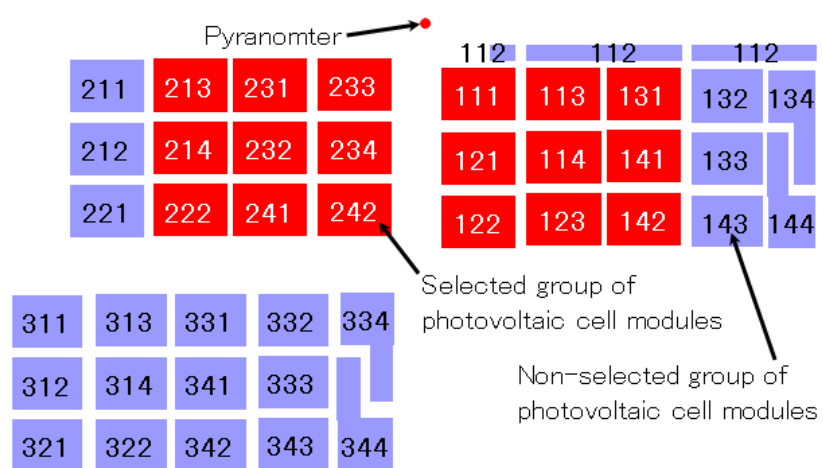 Pyranomter
112 112 112
211 213 231 233
111 113 131 132 134
212 214 232 234
121 114 141 133
221 222 241 242
122 123 142 143 144
Selected group of
photovoltaic cell modules
311 313 331 332 334
312 314 341 333
321 322 342 343 344
Non-selected group of
photovoltaic cell modules